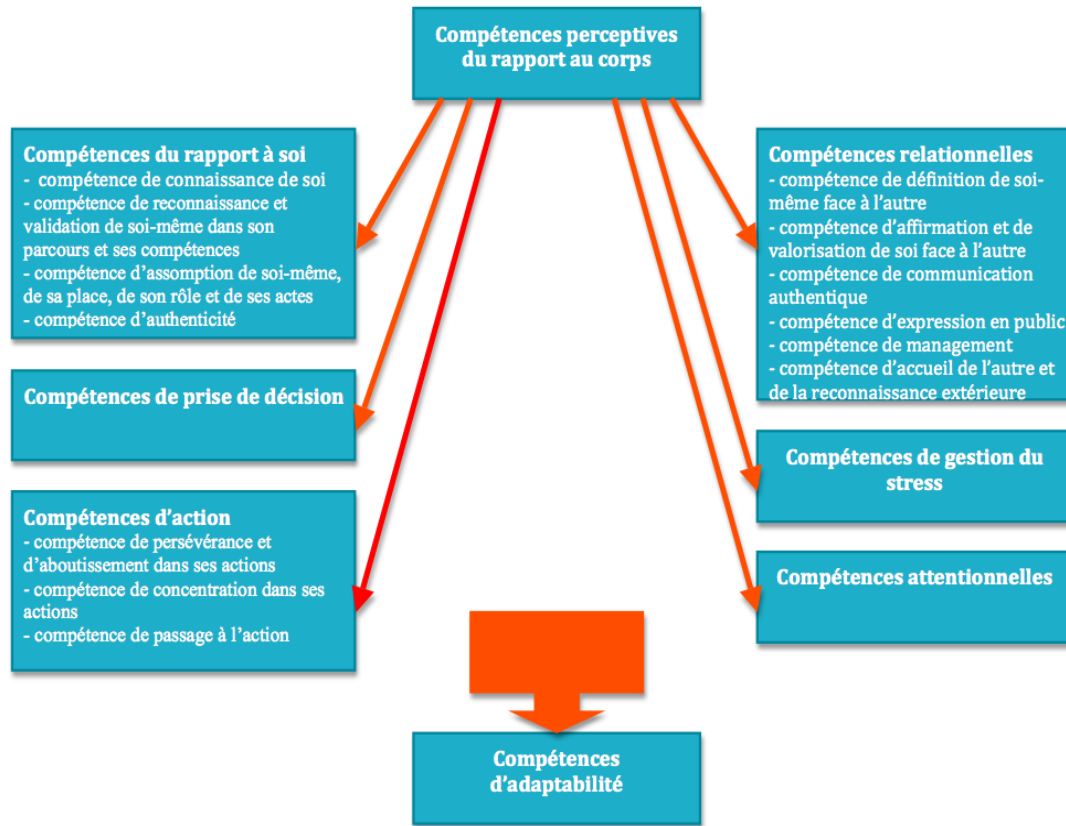 Compétences perceptives
du rapport au corps
Compétences du rapport à soi
- compétence de connaissance de soi
- compétence de reconnaissance et
validation de soi-même dans son
parcours et ses compétences
- compétence d'assomption de soi-même,
de sa place, de son rôle et de ses actes
- compétence d'authenticité
Compétences de prise de décision
Compétences d'action
- compétence de persévérance et
d'aboutissement dans ses actions
- compétence de concentration dans ses
actions
- compétence de passage à l'action
Compétences relationnelles
- compétence de définition de soi-
même face à l'autre
- compétence d'affirmation et de
valorisation de soi face à l'autre
- compétence de communication
authentique
- compétence d'expression en public
- compétence de management
- compétence d'accueil de l'autre et
de la reconnaissance extérieure
Compétences de gestion du
stress
Compétences attentionnelles
Compétences
d'adaptabilité